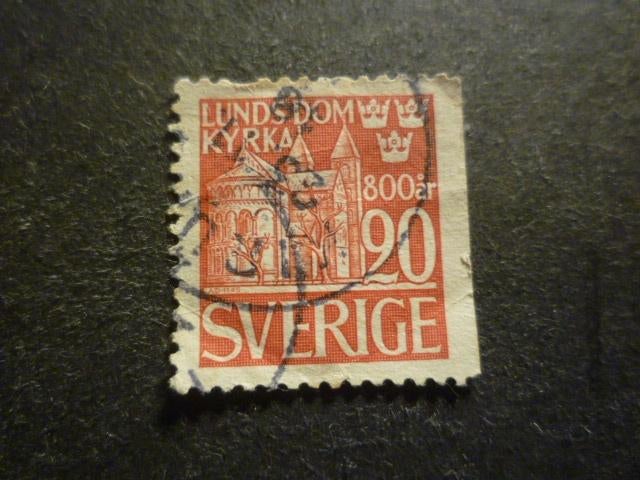 LUNDS DOM
KYRKA
800 år
20
SVERIGE